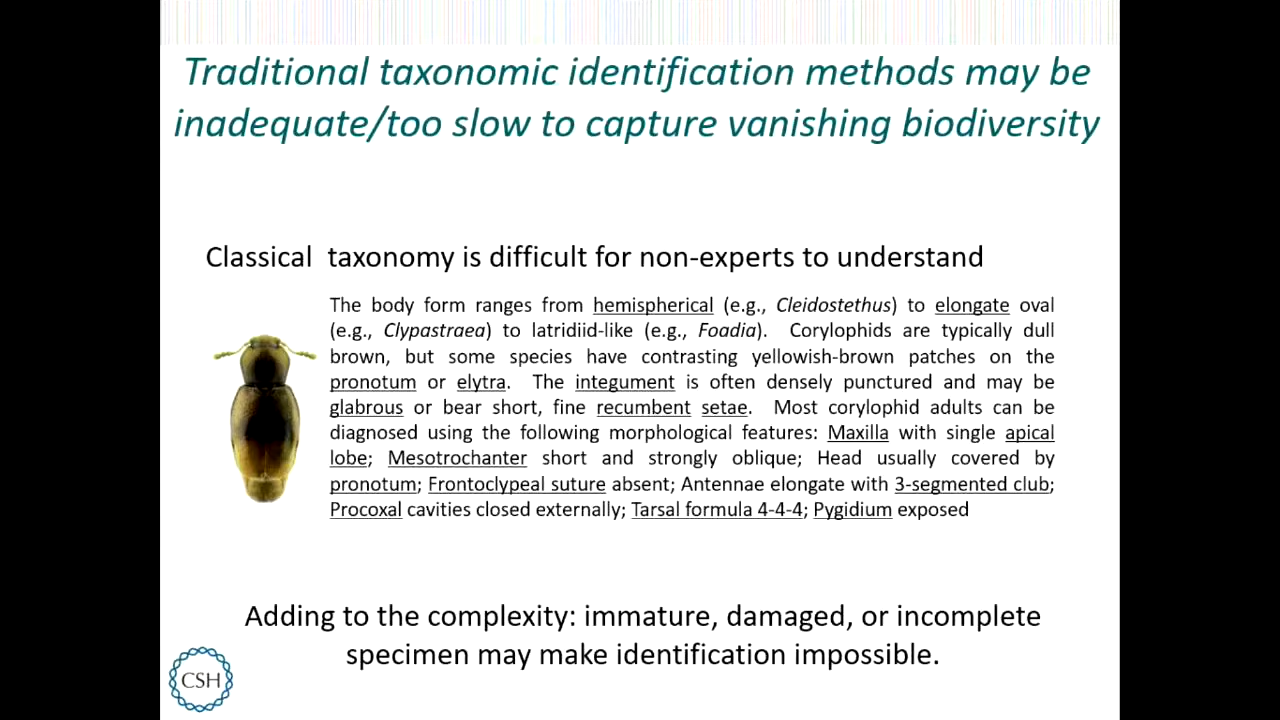 Traditional taxonomic identification methods may be
inadequate/too slow to capture vanishing biodiversity
Classical taxonomy is difficult for non-experts to understand
The body form ranges from hemispherical (e.g., Cleidostethus) to elongate oval
(e.g., Clypastraea) to latridiid-like (e.g., Foadia). Corylophids are typically dull
brown, but some species have contrasting yellowish-brown patches on the
pronotum or elytra. The integument is often densely punctured and may be
glabrous or bear short, fine recumbent setae. Most corylophid adults can be
diagnosed using the following morphological features: Maxilla with single apical
lobe; Mesotrochanter short and strongly oblique; Head usually covered by
pronotum; Frontoclypeal suture absent; Antennae elongate with 3-segmented club;
Procoxal cavities closed externally; Tarsal formula 4-4-4; Pygidium exposed
Adding to the complexity: immature, damaged, or incomplete
specimen may make identification impossible.
CSH